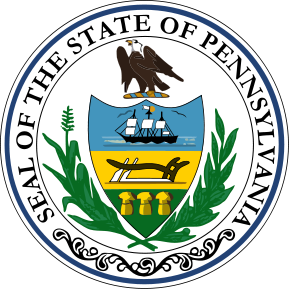 SEAL OF THE STATE OF PENNSYLVANIA